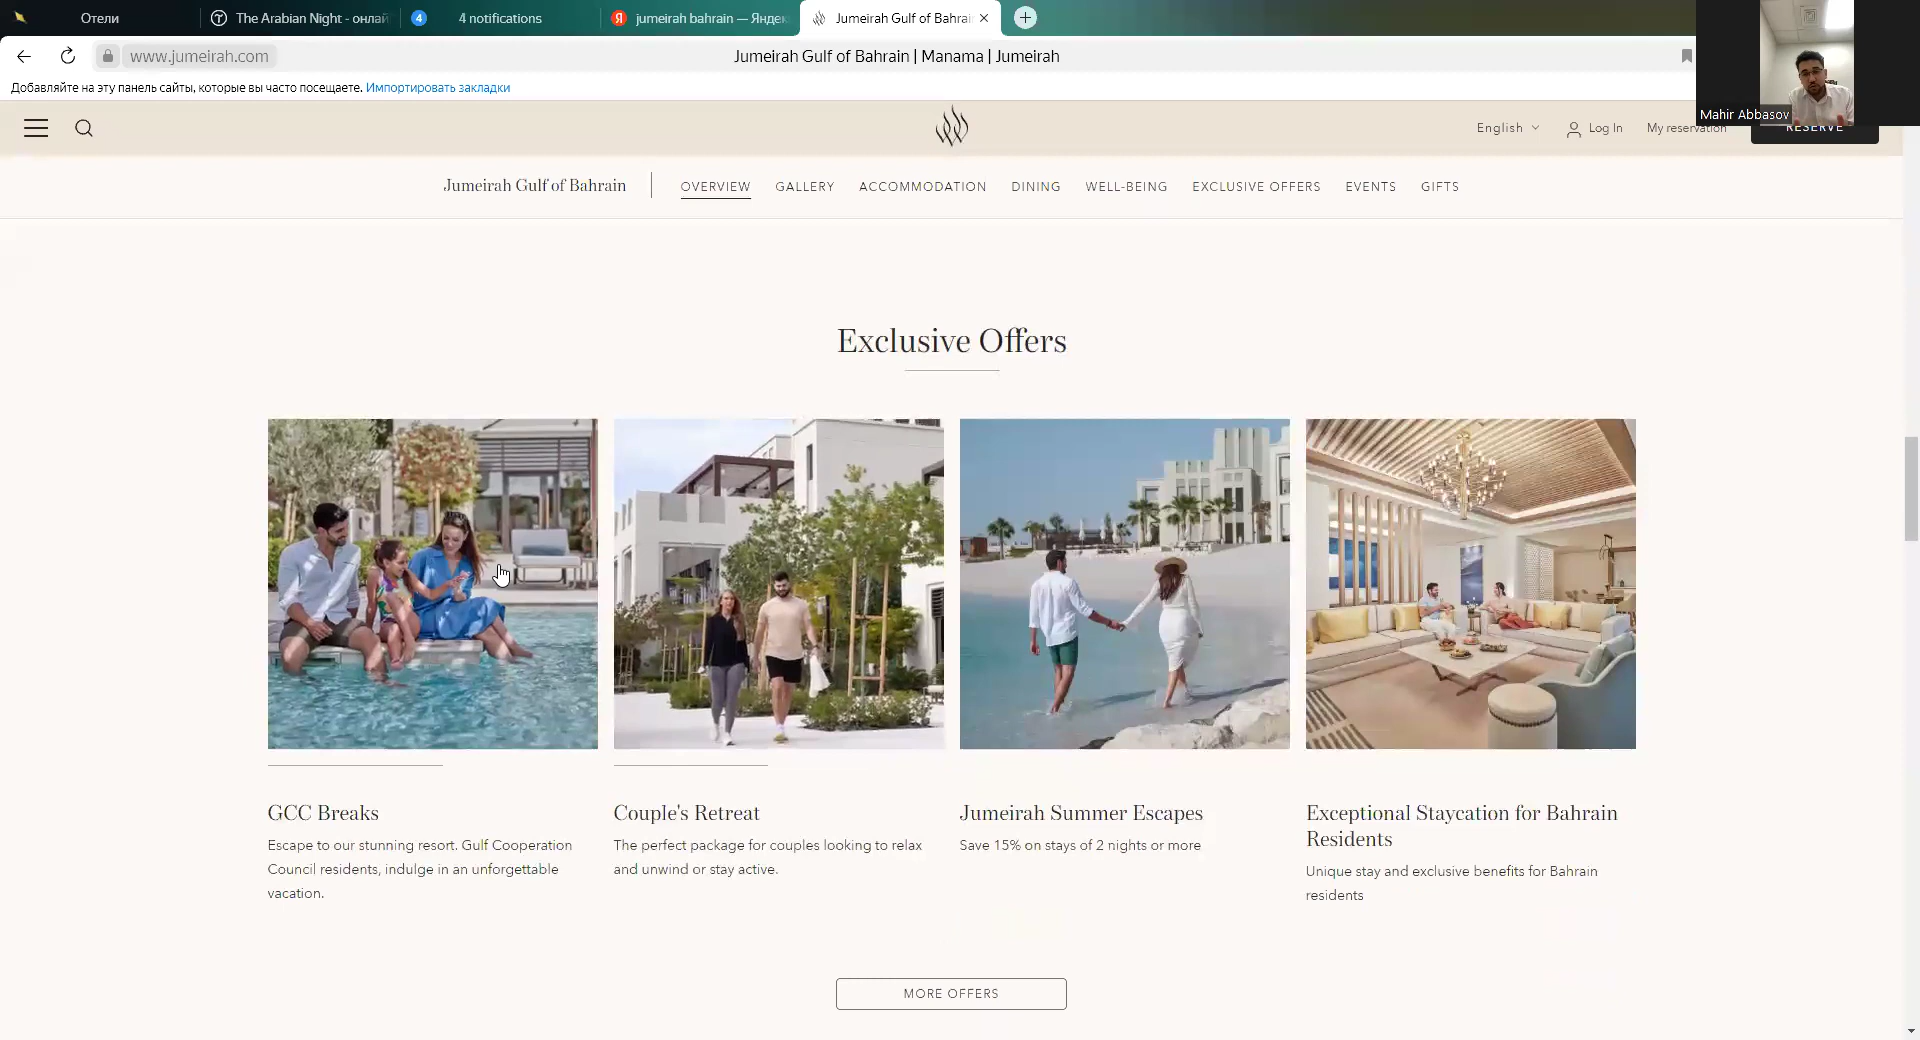 Отели
The Arabian Night - онлай
4
4 notifications
Я
jumeirah bahrain — Яндекс
Jumeirah Gulf of Bahrai
www.jumeirah.com
Jumeirah Gulf of Bahrain | Manama | Jumeirah
Добавляйте на эту панель сайты, которые вы часто посещаете. Импортировать закладки
Mahir Abbasov
English
Log In
My reservation
RESERVE
Jumeirah Gulf of Bahrain
OVERVIEW
GALLERY
ACCOMMODATION
DINING
WELL-BEING
EXCLUSIVE OFFERS
EVENTS
GIFTS
Exclusive Offers
GCC Breaks
Escape to our stunning resort. Gulf Cooperation
Council residents, indulge in an unforgettable
vacation.
Couple's Retreat
The perfect package for couples looking to relax
and unwind or stay active.
Jumeirah Summer Escapes
Save 15% on stays of 2 nights or more
Exceptional Staycation for Bahrain
Residents
Unique stay and exclusive benefits for Bahrain
residents
MORE OFFERS